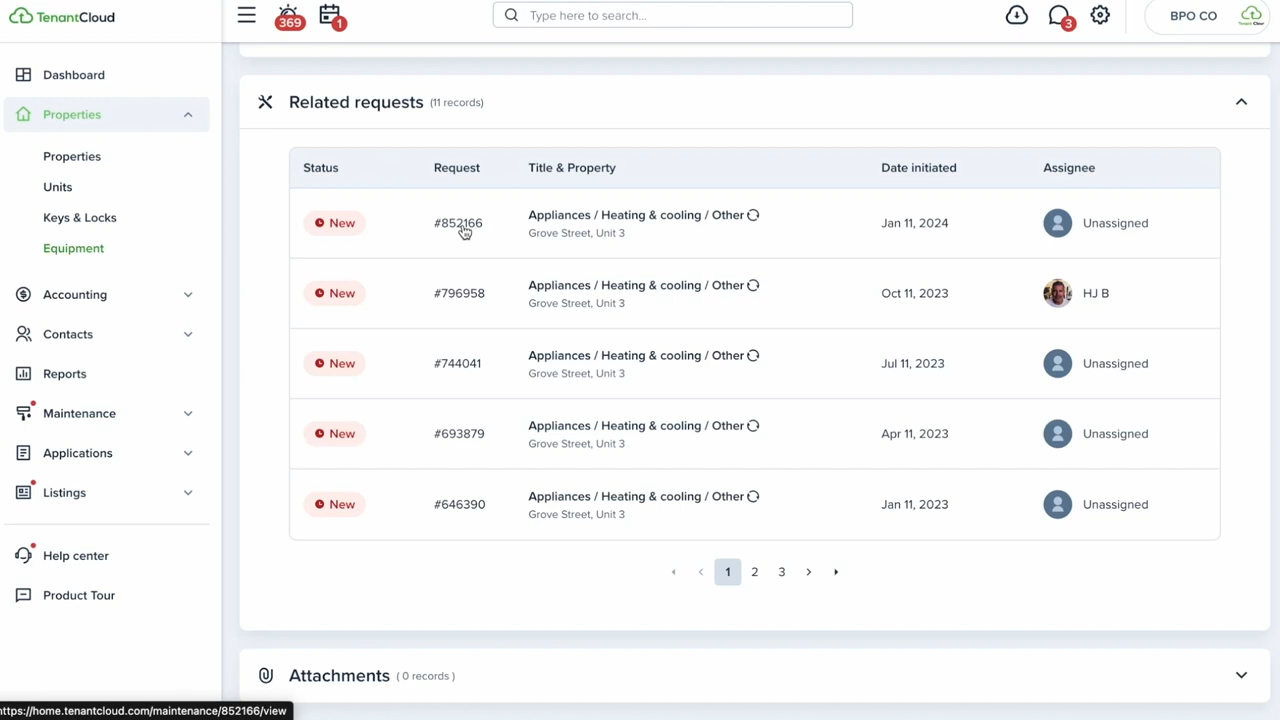 TenantCloud
369
1
Type here to search...
3
BPO CO
Dashboard
Properties
Properties
Units
Keys & Locks
Equipment
Accounting
Contacts
Reports
Maintenance
Applications
Listings
Help center
Product Tour
Related requests (11 records)
Status Request Title & Property Date initiated Assignee
New #852166 Appliances / Heating & cooling / Other Jan 11, 2024 Unassigned
Grove Street, Unit 3
New #796958 Appliances / Heating & cooling / Other Oct 11, 2023 HJ B
Grove Street, Unit 3
New #744041 Appliances / Heating & cooling / Other Jul 11, 2023 Unassigned
Grove Street, Unit 3
New #693879 Appliances / Heating & cooling / Other Apr 11, 2023 Unassigned
Grove Street, Unit 3
New #646390 Appliances / Heating & cooling / Other Jan 11, 2023 Unassigned
Grove Street, Unit 3
1 2 3
Attachments ( 0 records )
https://home.tenantcloud.com/maintenance/852166/view